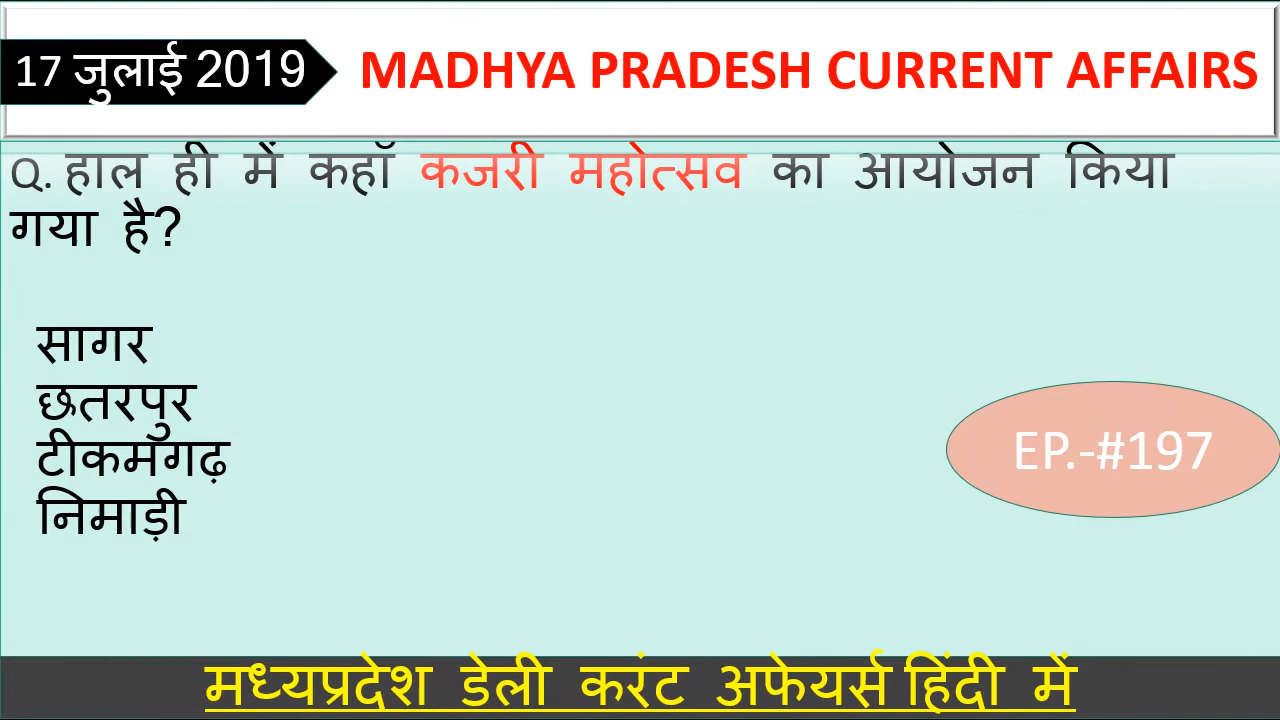 17 जुलाई 2019
MADHYA PRADESH CURRENT AFFAIRS
Q. हाल ही में कहॉ कजरी महोत्सव का आयोजन किया
गया है?
सागर
छतरपुर
टीकमगढ़
निमाड़ी
EP.-#197
मध्यप्रदेश डेली करंट अफेयर्स हिंदी में